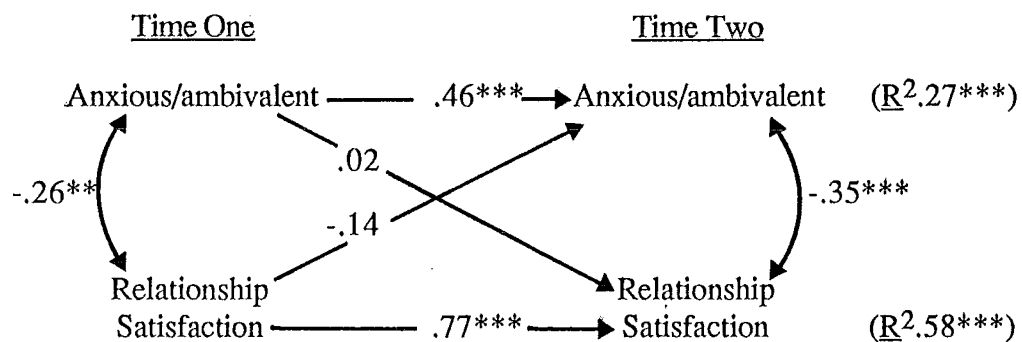 Time One Time Two
Anxious/ambivalent .46*** Anxious/ambivalent (R².27***)
.02
-.26** -.35***
-.14
Relationship Relationship
Satisfaction .77*** Satisfaction (R².58***)